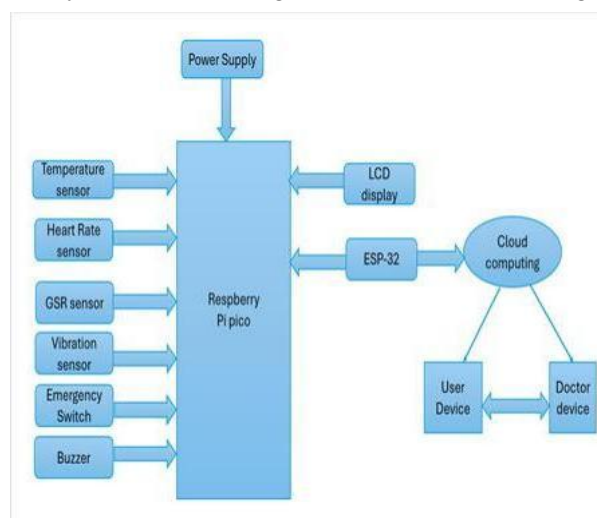 Power Supply
Temperature
sensor
Heart Rate
sensor
GSR sensor
Vibration
sensor
Emergency
Switch
Buzzer
Respberry
Pi pico
LCD
display
ESP-32
Cloud
computing
User
Device
Doctor
device